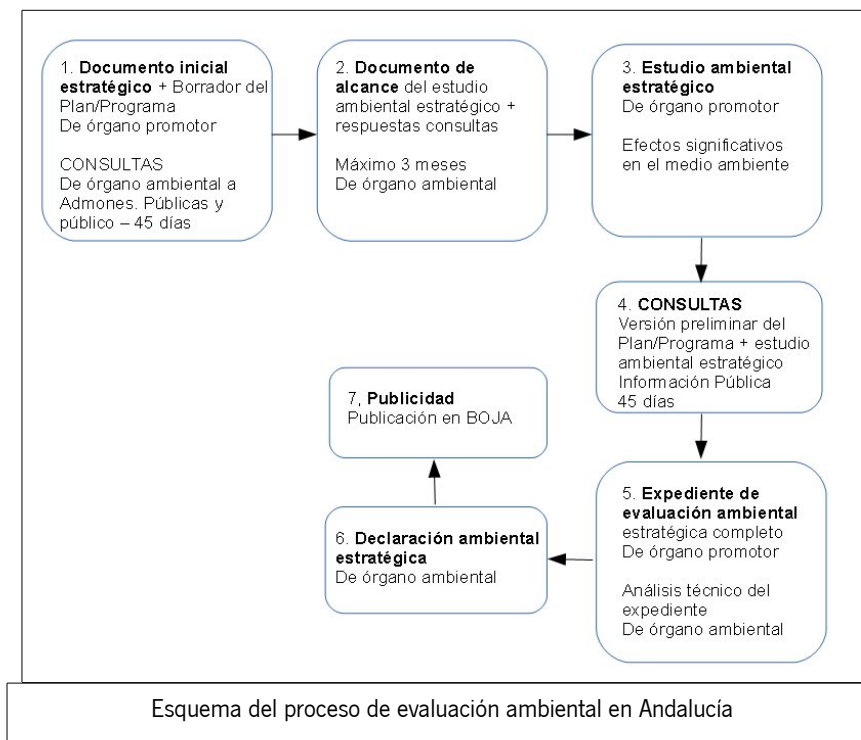 1. Documento inicial
estratégico + Borrador del
Plan/Programa
De órgano promotor
CONSULTAS
De órgano ambiental a
Admones. Públicas y
público – 45 días
2. Documento de
alcance del estudio
ambiental estratégico +
respuestas consultas
Máximo 3 meses
De órgano ambiental
3. Estudio ambiental
estratégico
De órgano promotor
Efectos significativos
en el medio ambiente
4. CONSULTAS
Versión preliminar del
Plan/Programa + estudio
ambiental estratégico
Información Pública
45 días
5. Expediente de
evaluación ambiental
estratégica completo
De órgano promotor
Análisis técnico del
expediente
De órgano ambiental
6. Declaración ambiental
estratégica
De órgano ambiental
7, Publicidad
Publicación en BOJA
Esquema del proceso de evaluación ambiental en Andalucía